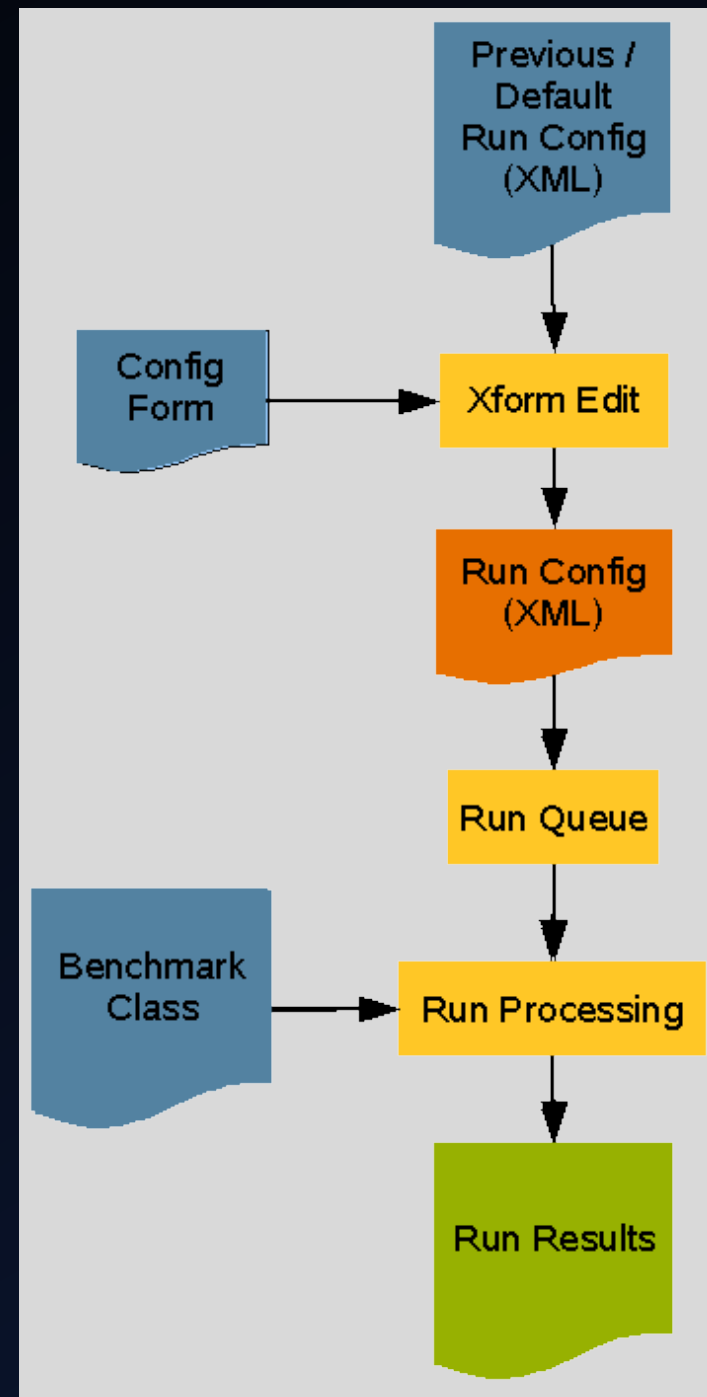 Previous /
Default
Run Config
(XML)
Config
Form
Xform Edit
Run Config
(XML)
Run Queue
Benchmark
Class
Run Processing
Run Results